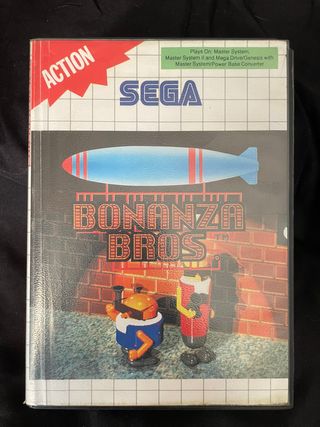 ACTION
Plays On: Master System,
Master System II and Mega Drive/Genesis with
Master System/Power Base Converter
SEGA
BONANZA
BROS.